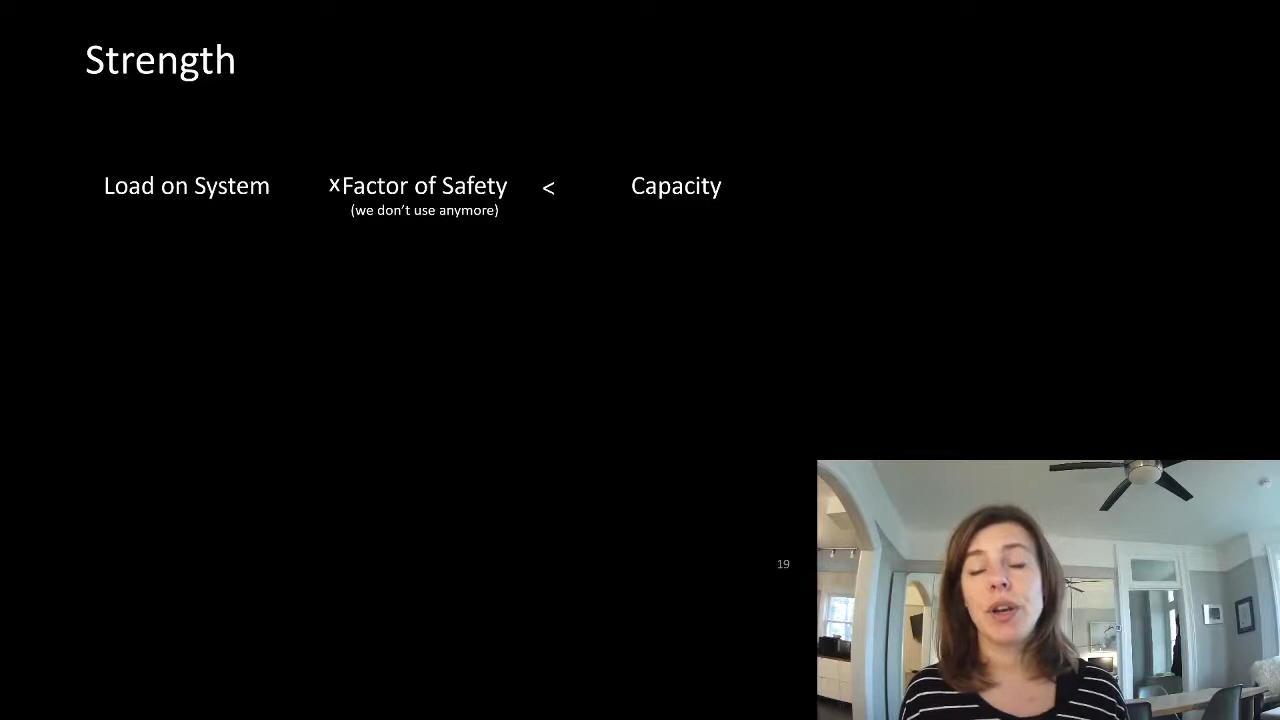 Strength
Load on System xFactor of Safety < Capacity
(we don't use anymore)
19